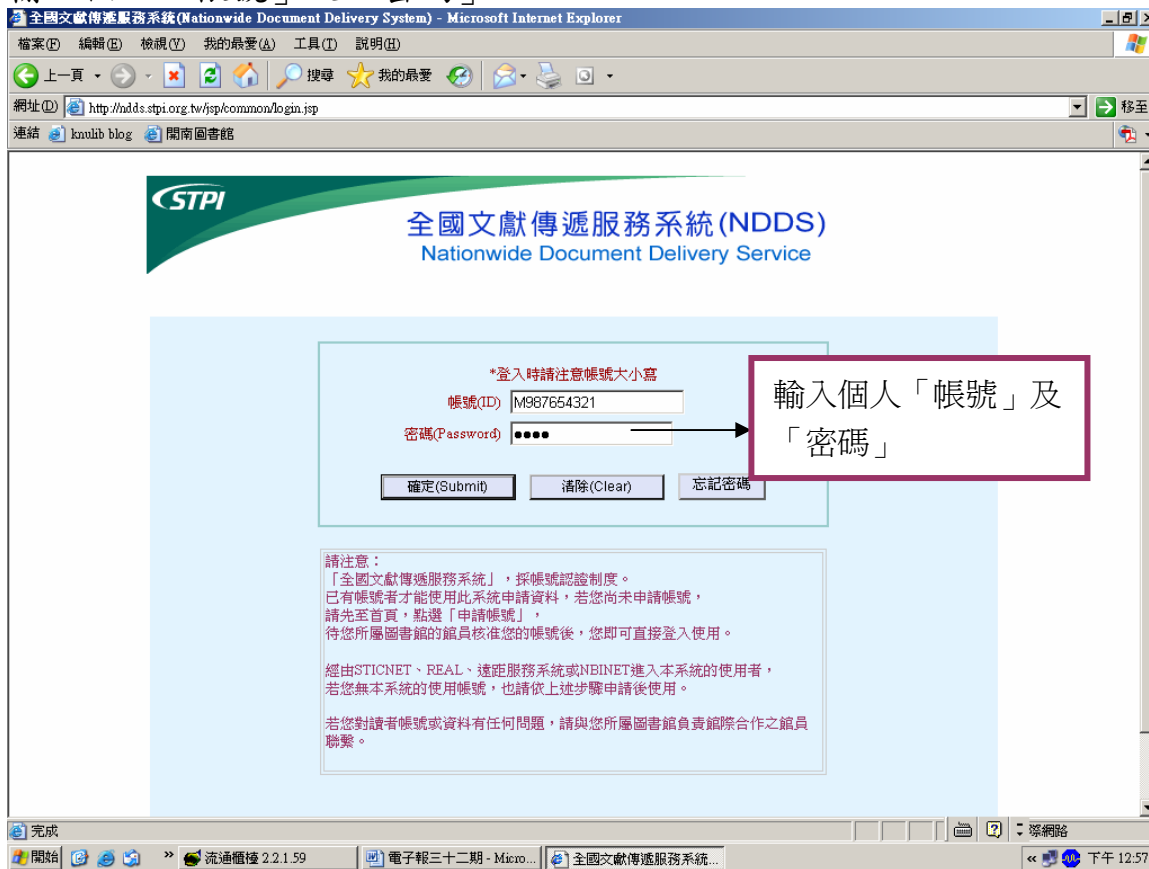 全國文獻傳遞服務系統(Nationwide Document Delivery System) - Microsoft Internet Explorer
檔案(F) 編輯(E) 檢視(V) 我的最愛(A) 工具(T) 說明(H)
上一頁 搜尋 我的最愛
網址(D) http://ndds.stpi.org.tw/jsp/common/login.jsp 移至
連結 knulib blog 開南圖書館
STPI
全國文獻傳遞服務系統(NDDS)
Nationwide Document Delivery Service
*登入時請注意帳號大小寫
帳號(ID) M987654321
密碼(Password) ●●●●
輸入個人「帳號」及
「密碼」
確定(Submit) 清除(Clear) 忘記密碼
請注意：
「全國文獻傳遞服務系統」，採帳號認證制度。
已有帳號者才能使用此系統申請資料，若您尚未申請帳號，
請先至首頁，點選「申請帳號」，
待您所屬圖書館的館員核准您的帳號後，您即可直接登入使用。
經由STICNET、REAL、遠距服務系統或NBINET進入本系統的使用者，
若您無本系統的使用帳號，也請依上述步驟申請後使用。
若您對讀者帳號或資料有任何問題，請與您所屬圖書館負責館際合作之館員
聯繫。
完成 網際網路
開始 » 流通櫃檯 2.2.1.59 電子報三十二期 - Micro... 全國文獻傳遞服務系統... « 下午 12:57